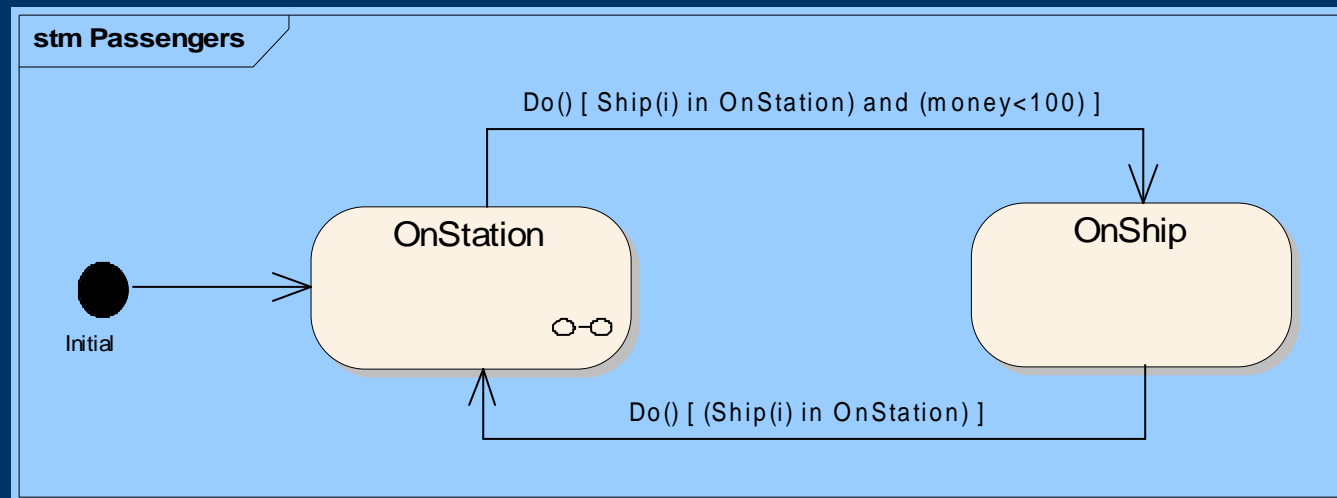 stm Passengers
Do() [ Ship(i) in OnStation) and (money<100) ]
OnStation
OnShip
Initial
Do() [ (Ship(i) in OnStation) ]